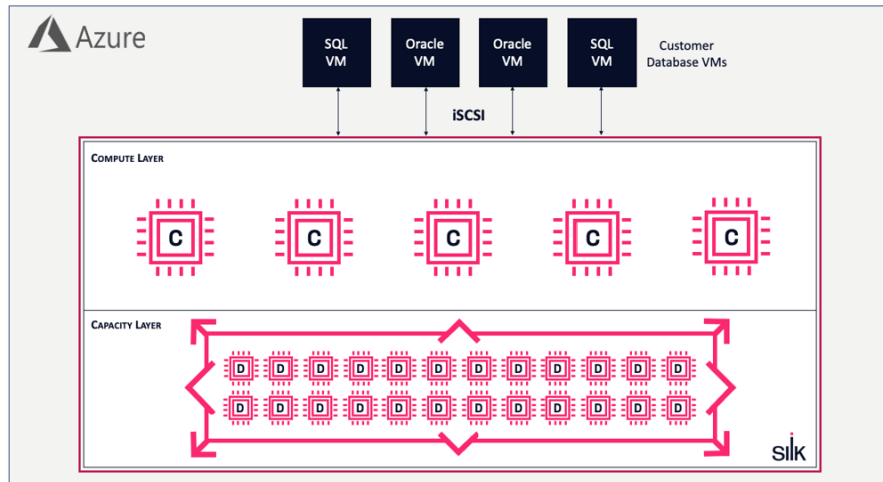 Azure
SQL
VM
Oracle
VM
Oracle
VM
SQL
VM
Customer
Database VMs
iSCSI
COMPUTE LAYER
C C C C C
CAPACITY LAYER
D D D D D D D D D D D D
D D D D D D D D D D D D
silk